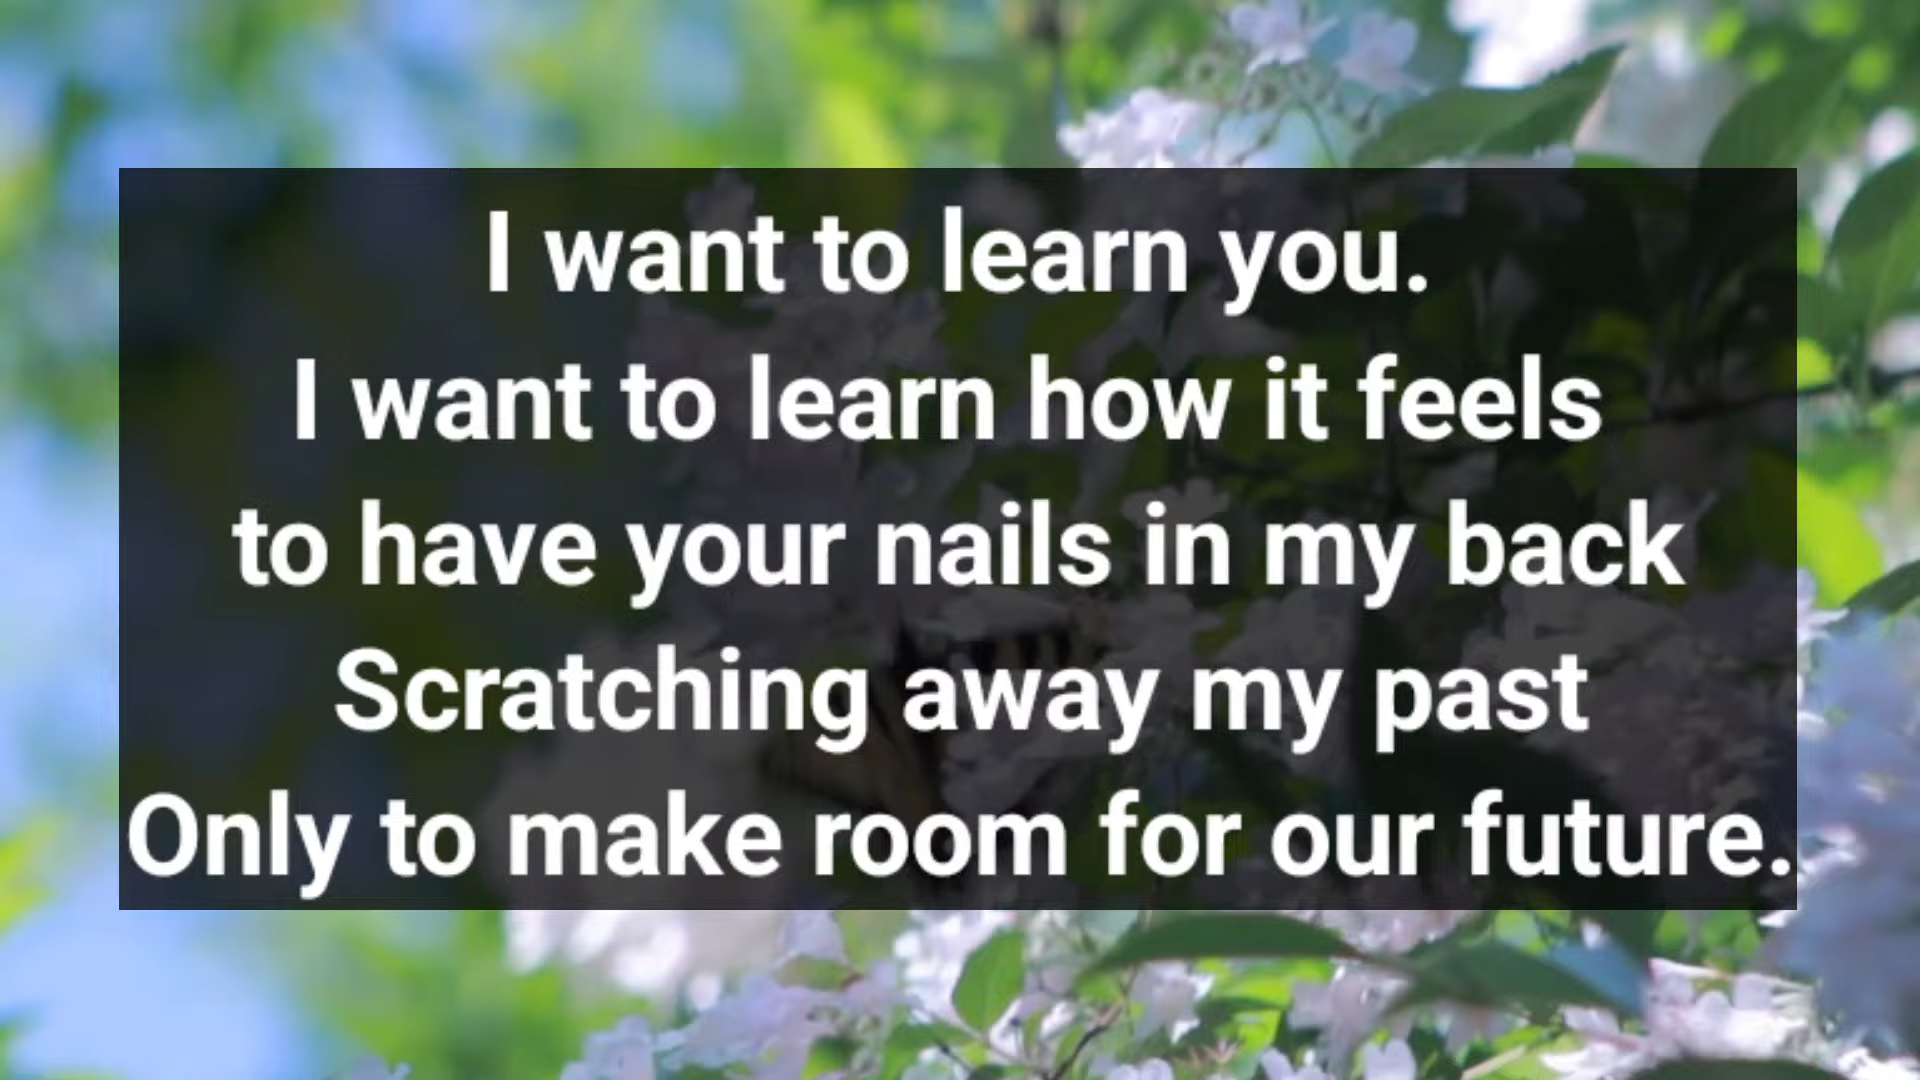 I want to learn you.
I want to learn how it feels
to have your nails in my back
Scratching away my past
Only to make room for our future.